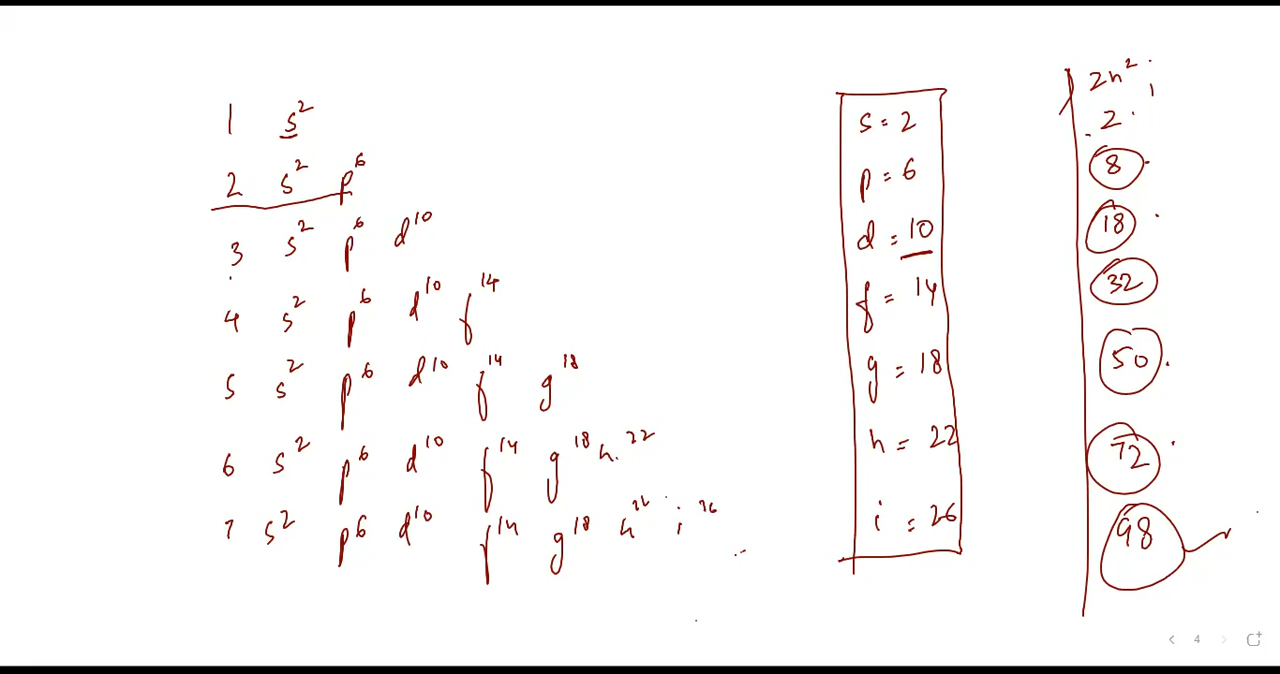 1 s²
2 s² p⁶
3 s² p⁶ d¹⁰
4 s² p⁶ d¹⁰ f¹⁴
5 s² p⁶ d¹⁰ f¹⁴ g¹⁸
6 s² p⁶ d¹⁰ f¹⁴ g¹⁸ h²²
7 s² p⁶ d¹⁰ f¹⁴ g¹⁸ h²² i²⁶
s = 2
p = 6
d = 10
f = 14
g = 18
h = 22
i = 26
2n²
2
8
18
32
50
72
98
< 4 >